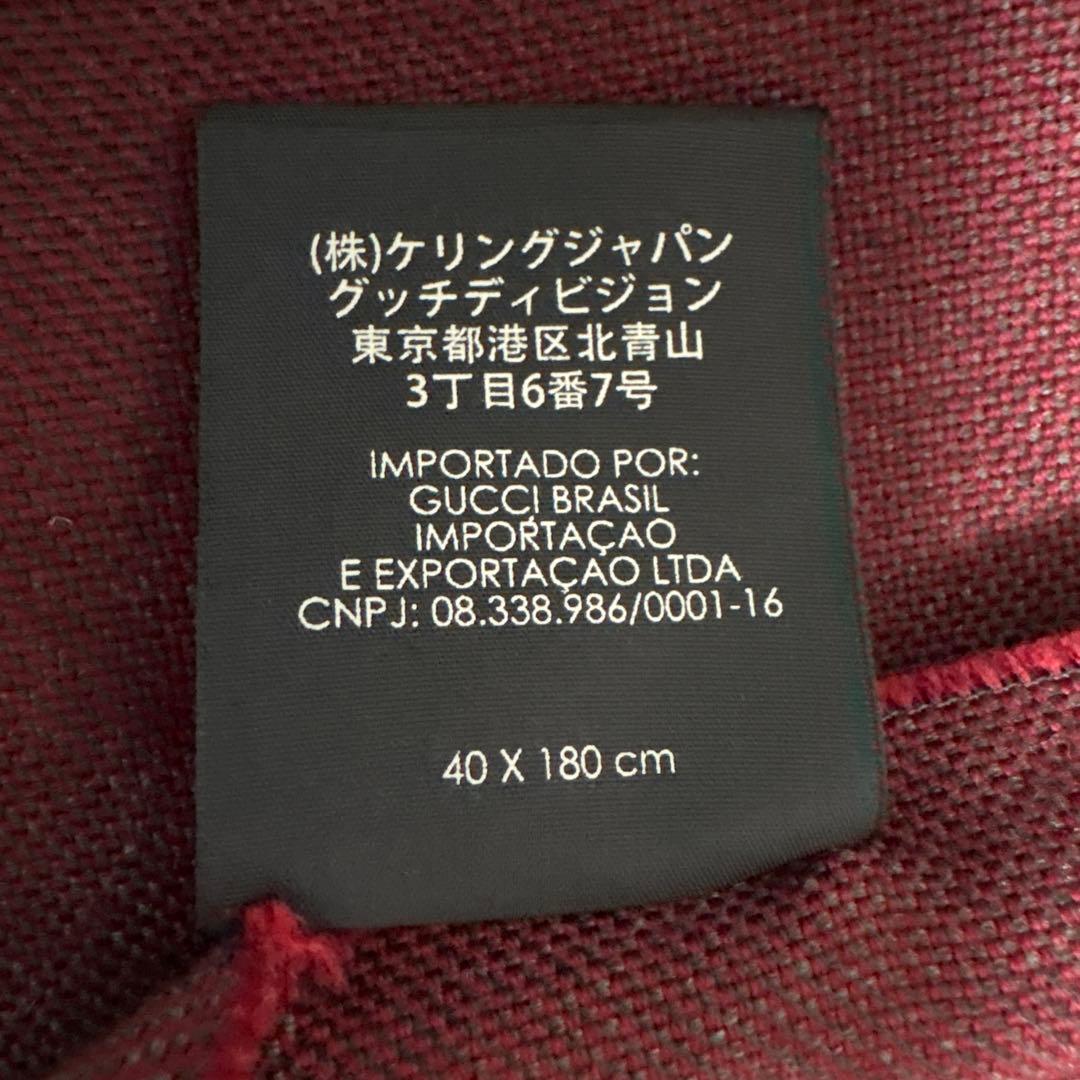 (株)ケリングジャパン
グッチディビジョン
東京都港区北青山
3丁目6番7号
IMPORTADO POR:
GUCCI BRASIL
IMPORTAÇAO
E EXPORTAÇAO LTDA
CNPJ: 08.338.986/0001-16
40 X 180 cm